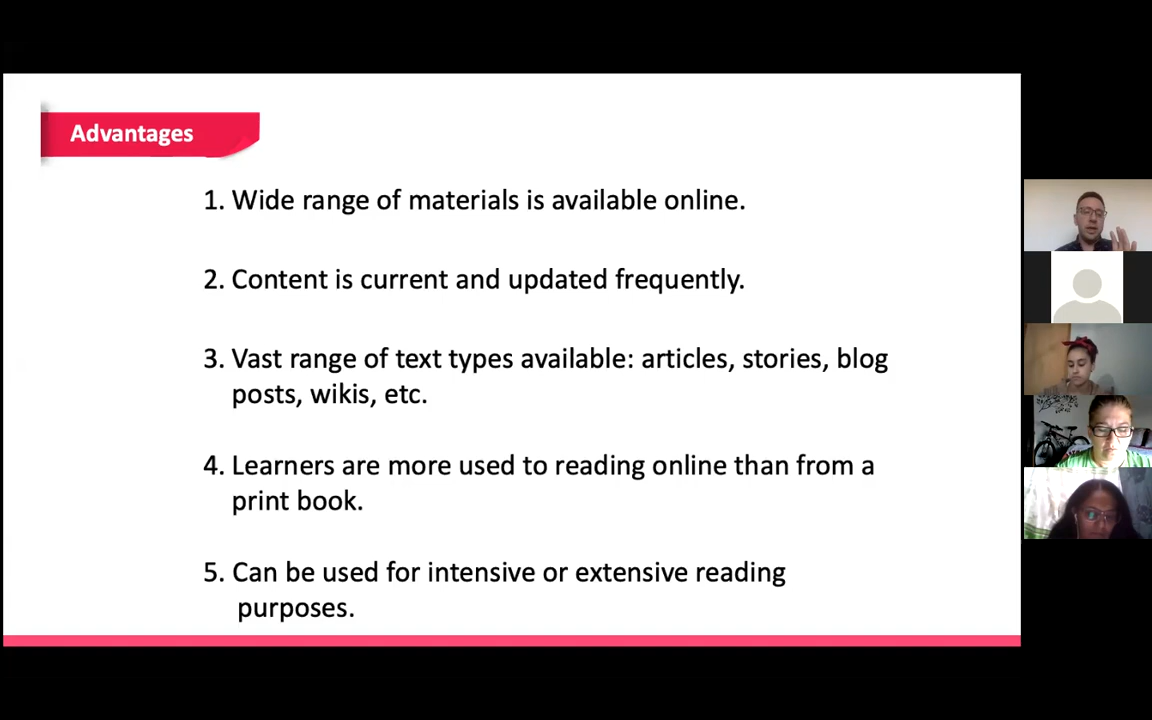 Advantages
1. Wide range of materials is available online.
2. Content is current and updated frequently.
3. Vast range of text types available: articles, stories, blog
posts, wikis, etc.
4. Learners are more used to reading online than from a
print book.
5. Can be used for intensive or extensive reading
purposes.